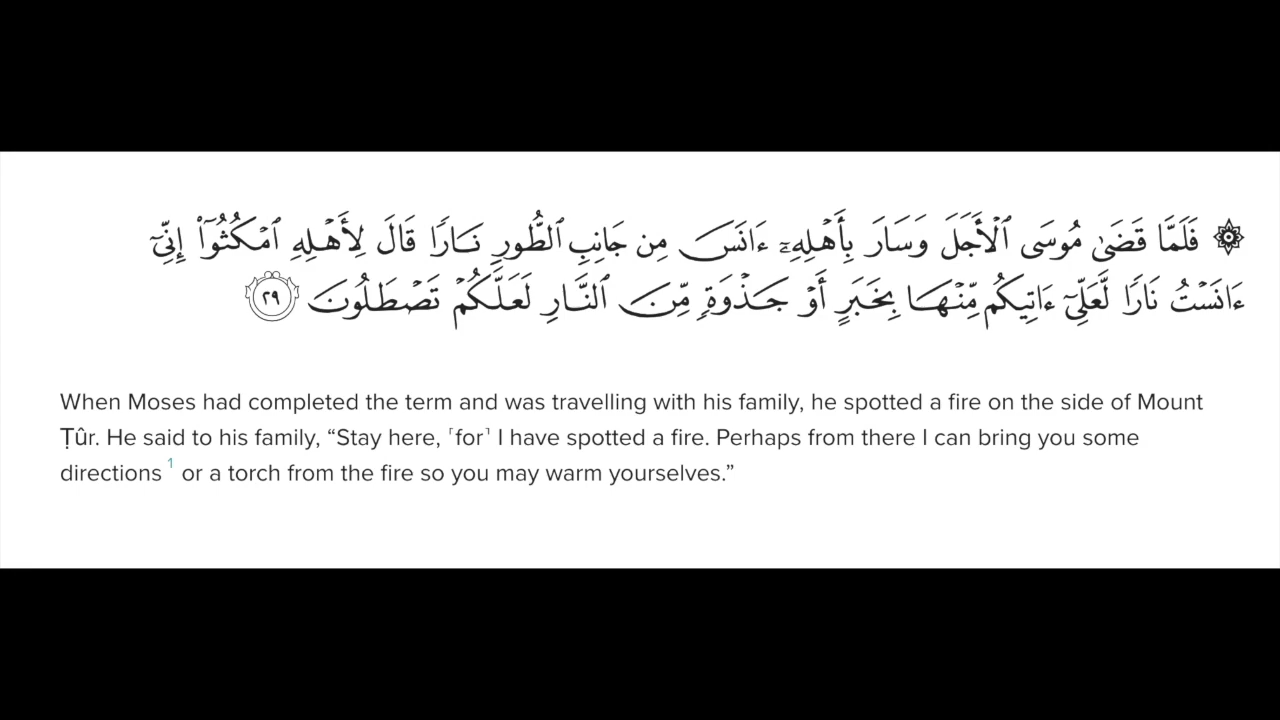 ۞ فَلَمَّا قَضَىٰ مُوسَى ٱلْأَجَلَ وَسَارَ بِأَهْلِهِۦٓ ءَانَسَ مِن جَانِبِ ٱلطُّورِ نَارًا قَالَ لِأَهْلِهِ ٱمْكُثُوٓا۟ إِنِّىٓ
ءَانَسْتُ نَارًا لَّعَلِّىٓ ءَاتِيكُم مِّنْهَا بِخَبَرٍ أَوْ جَذْوَةٍ مِّنَ ٱلنَّارِ لَعَلَّكُمْ تَصْطَلُونَ ٢٩
When Moses had completed the term and was travelling with his family, he spotted a fire on the side of Mount
Ṭûr. He said to his family, “Stay here, ˹for˺ I have spotted a fire. Perhaps from there I can bring you some
directions 1 or a torch from the fire so you may warm yourselves.”